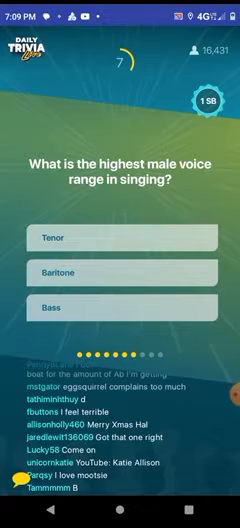 7:09 PM
4G
DAILY
TRIVIA
Live
7
16,431
1 SB
What is the highest male voice
range in singing?
Tenor
Baritone
Bass
boat for the amount of Ab I'm getting
mstgator eggsquirrel complains too much
tathiminhthuy d
fbuttons I feel terrible
allisonholly460 Merry Xmas Hal
jaredlewit136069 Got that one right
Lucky58 Come on
unicornkatie YouTube: Katie Allison
Parqsy I love mootsie
Tammmmm B